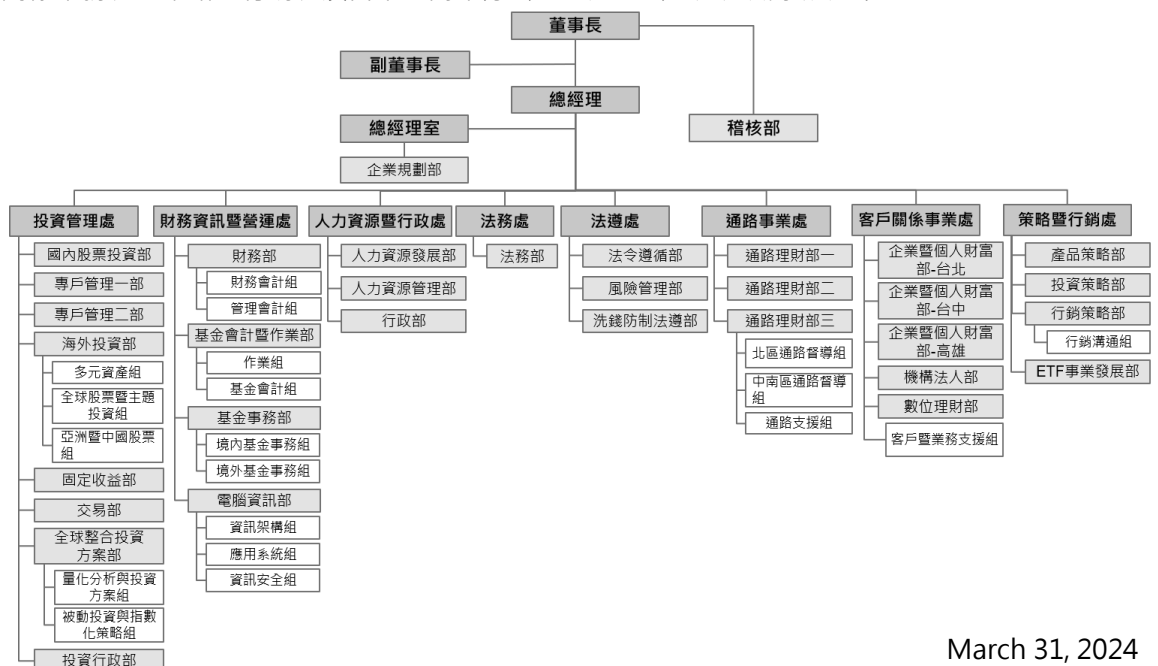 董事長
副董事長
總經理
總經理室
稽核部
企業規劃部
投資管理處
國內股票投資部
專戶管理一部
專戶管理二部
海外投資部
多元資產組
全球股票暨主題
投資組
亞洲暨中國股票
組
固定收益部
交易部
全球整合投資
方案部
量化分析與投資
方案組
被動投資與指數
化策略組
投資行政部
財務資訊暨營運處
財務部
財務會計組
管理會計組
基金會計暨作業部
作業組
基金會計組
基金事務部
境內基金事務組
境外基金事務組
電腦資訊部
資訊架構組
應用系統組
資訊安全組
人力資源暨行政處
人力資源發展部
人力資源管理部
行政部
法務處
法務部
法遵處
法令遵循部
風險管理部
洗錢防制法遵部
通路事業處
通路理財部一
通路理財部二
通路理財部三
北區通路督導組
中南區通路督導
組
通路支援組
客戶關係事業處
企業暨個人財富
部-台北
企業暨個人財富
部-台中
企業暨個人財富
部-高雄
機構法人部
數位理財部
客戶暨業務支援組
策略暨行銷處
產品策略部
投資策略部
行銷策略部
行銷溝通組
ETF事業發展部
March 31, 2024